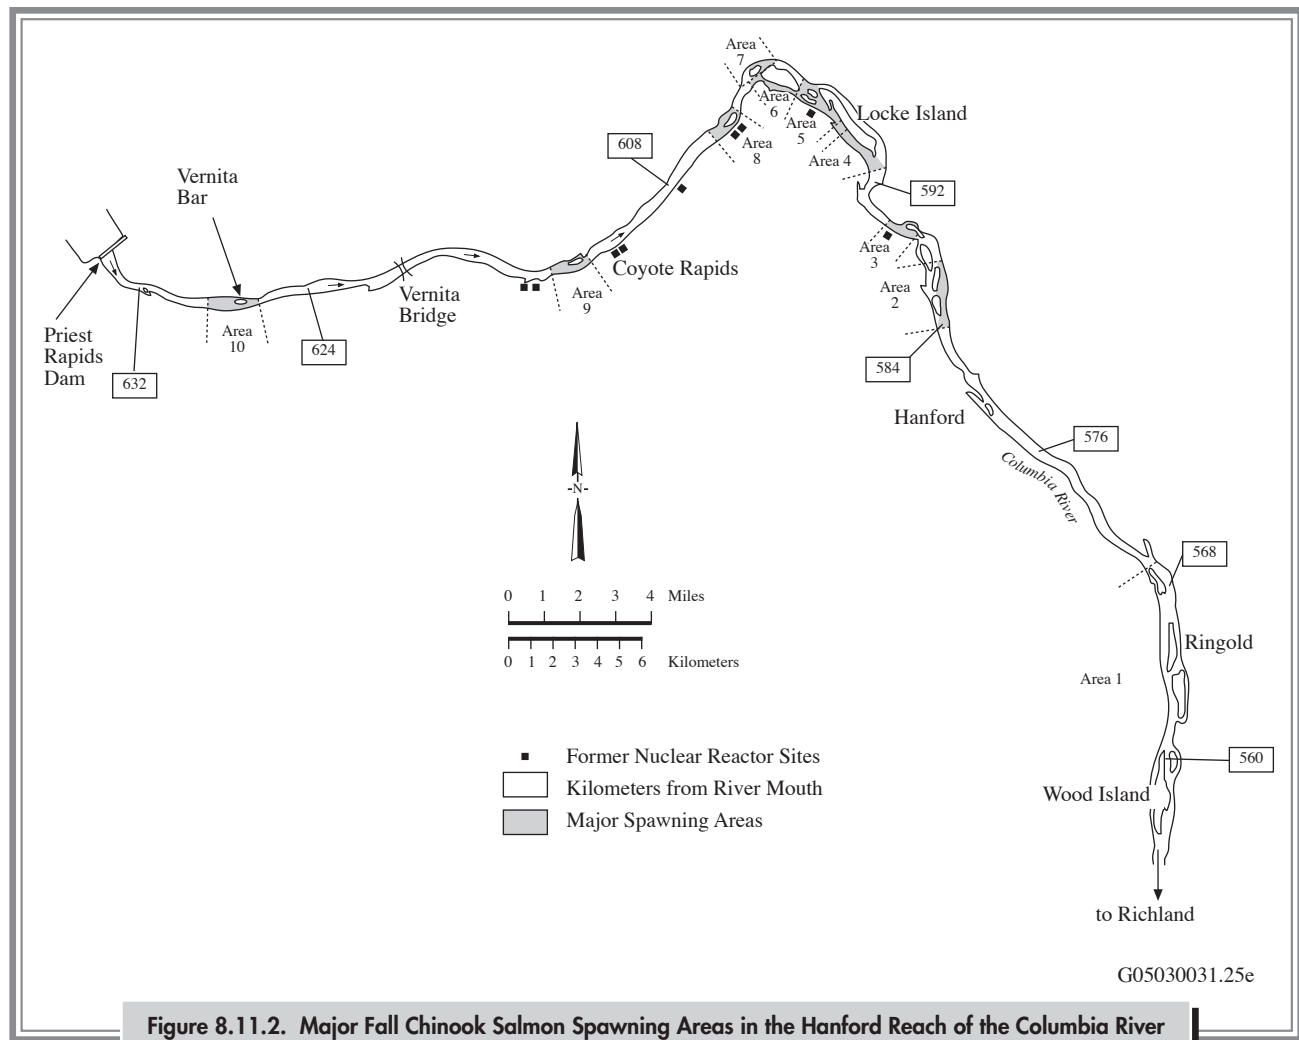 Area
7
Area
6
Area
5
Locke Island
Area 4
Area
8
608
592
Vernita
Bar
Area
3
Coyote Rapids
Area
2
Vernita
Bridge
Area
9
Area
10
Priest
Rapids
Dam
632
624
584
Hanford
576
Columbia River
-N-
568
0 1 2 3 4 Miles
0 1 2 3 4 5 6 Kilometers
Ringold
Area 1
560
Wood Island
Former Nuclear Reactor Sites
Kilometers from River Mouth
Major Spawning Areas
to Richland
G05030031.25e
Figure 8.11.2. Major Fall Chinook Salmon Spawning Areas in the Hanford Reach of the Columbia River